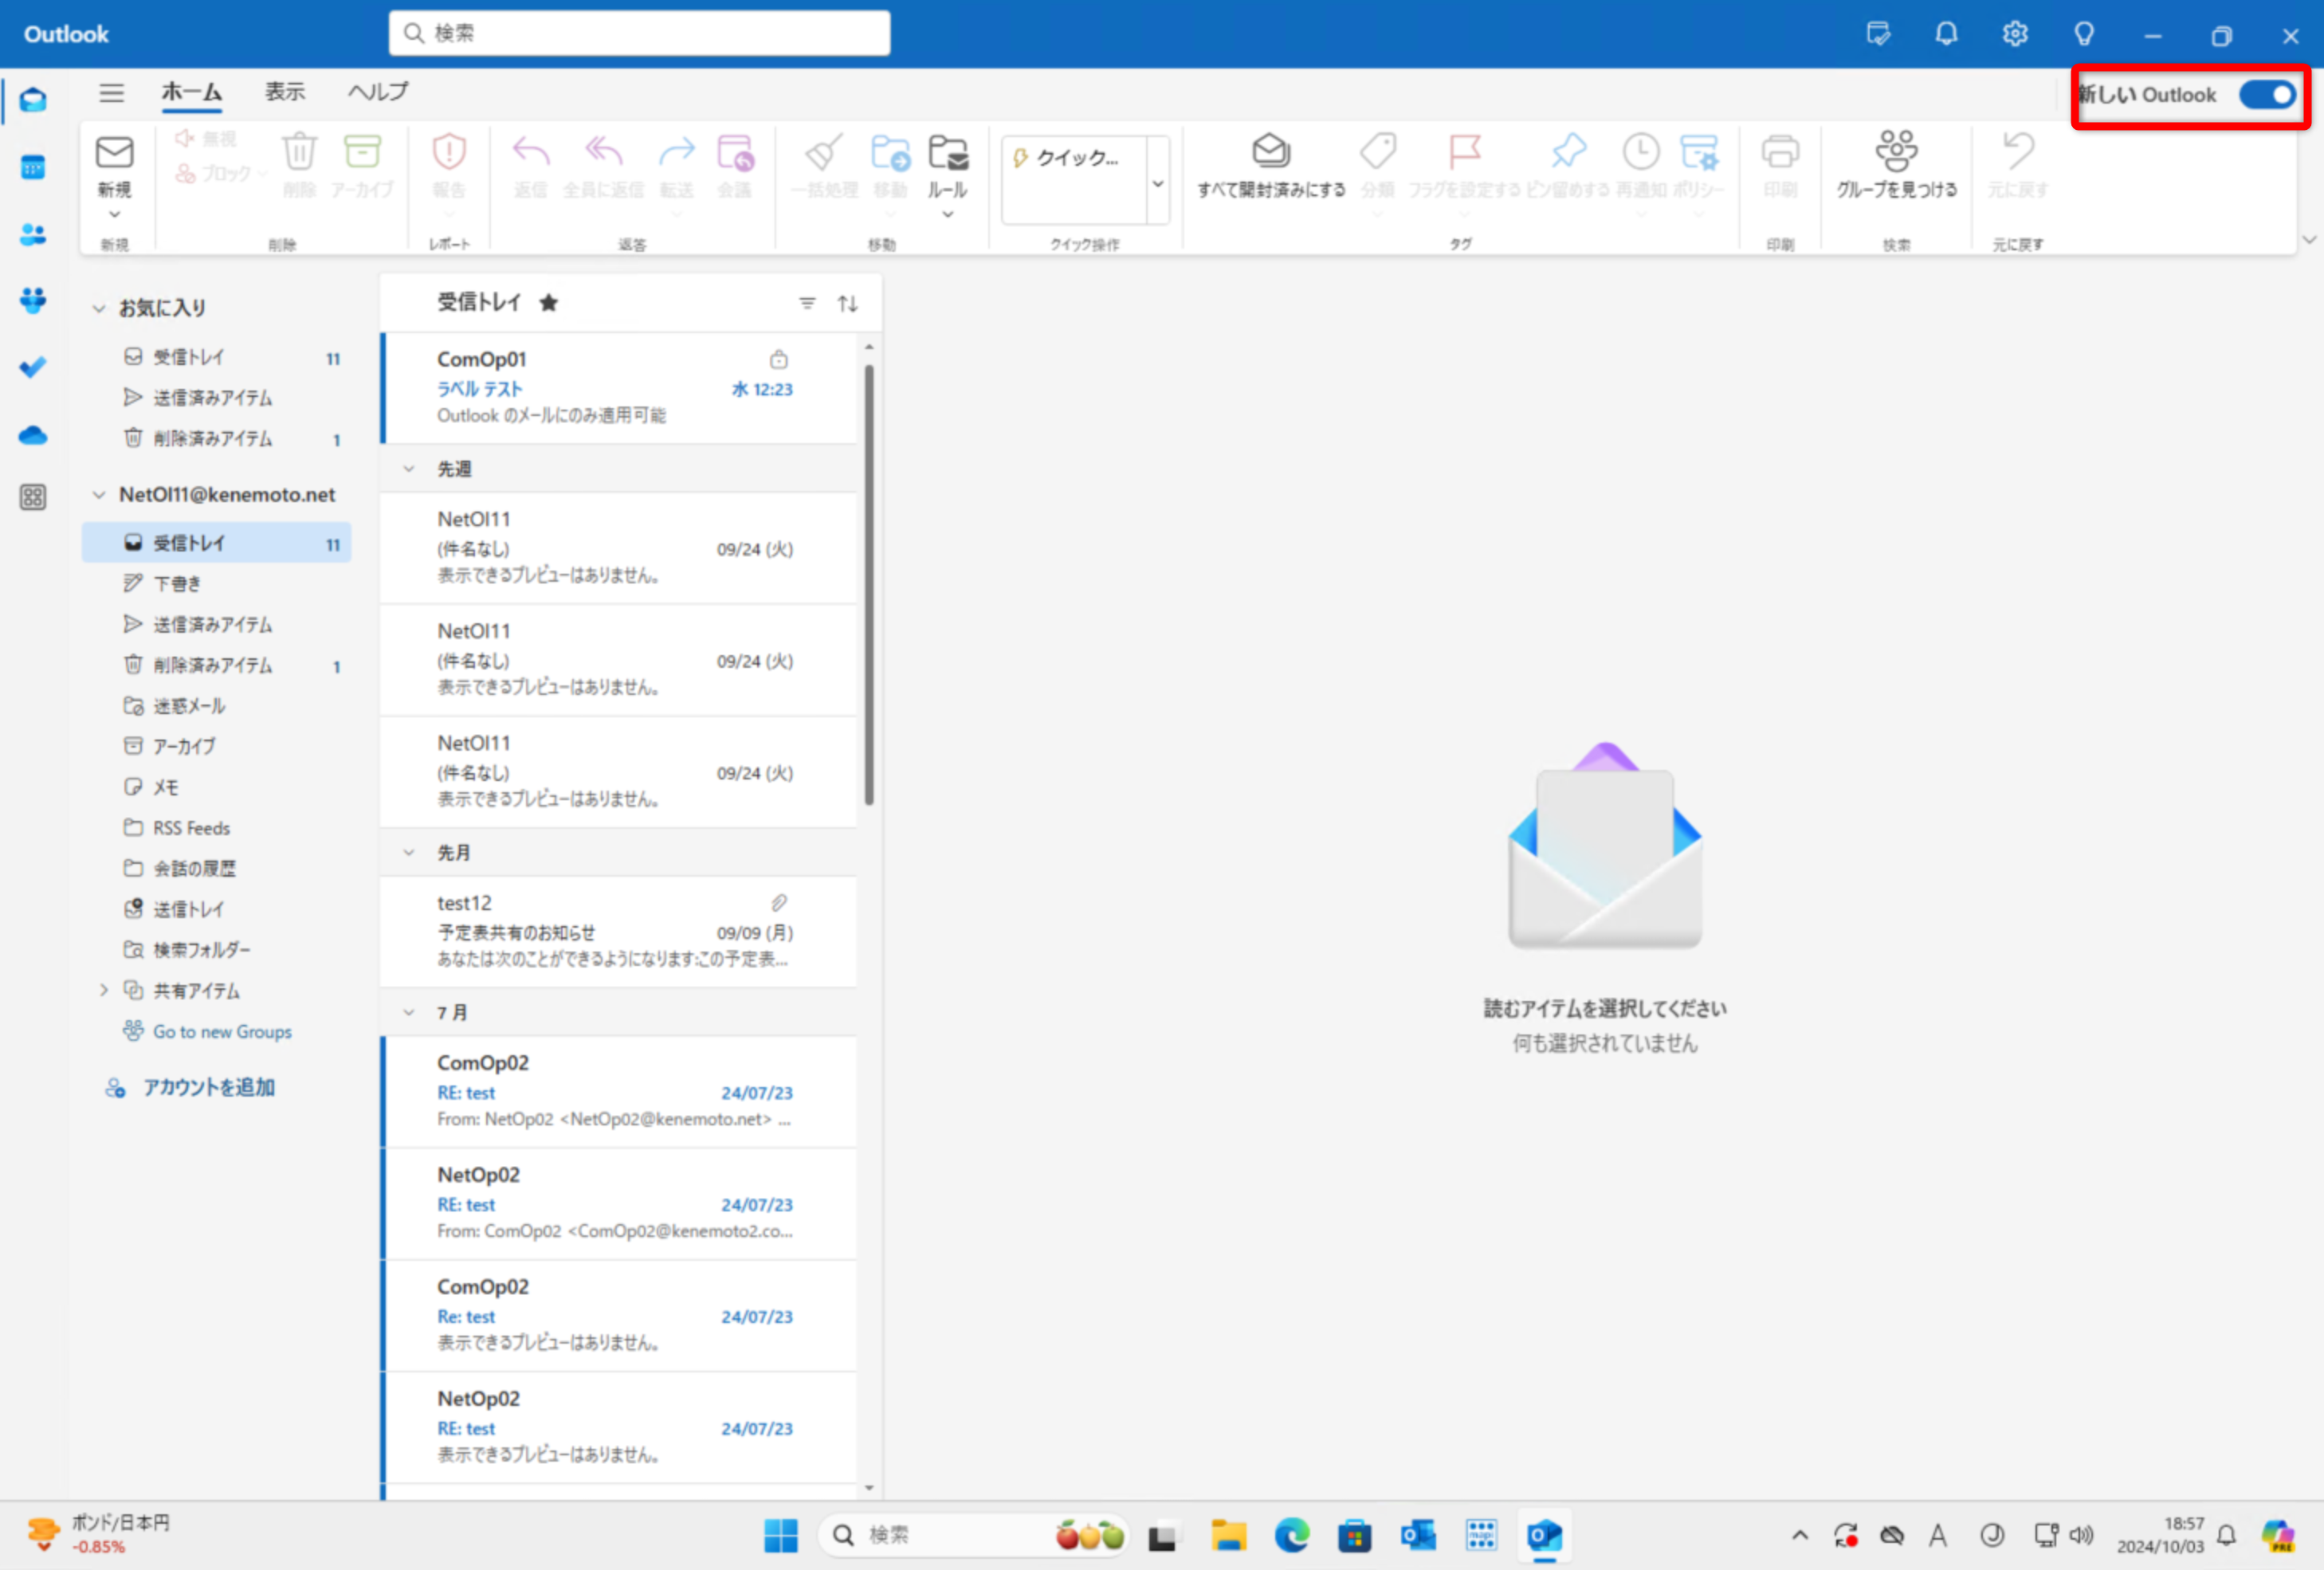 Outlook
検索
ホーム 表示 ヘルプ
新しい Outlook
新規
無視
ブロック
削除
アーカイブ
報告
返信
全員に返信
転送
会議
一括処理
移動
ルール
クイック...
すべて開封済みにする
分類
フラグを設定する
ピン留めする
再通知
ポリシー
印刷
グループを見つける
元に戻す
新規
削除
レポート
返答
移動
クイック操作
タグ
印刷
検索
元に戻す
お気に入り
受信トレイ 11
送信済みアイテム
削除済みアイテム 1
NetOl11@kenemoto.net
受信トレイ 11
下書き
送信済みアイテム
削除済みアイテム 1
迷惑メール
アーカイブ
メモ
RSS Feeds
会話の履歴
送信トレイ
検索フォルダー
共有アイテム
Go to new Groups
アカウントを追加
受信トレイ
ComOp01
ラベル テスト 水 12:23
Outlook のメールにのみ適用可能
先週
NetOl11
(件名なし) 09/24 (火)
表示できるプレビューはありません。
NetOl11
(件名なし) 09/24 (火)
表示できるプレビューはありません。
NetOl11
(件名なし) 09/24 (火)
表示できるプレビューはありません。
先月
test12
予定表共有のお知らせ 09/09 (月)
あなたは次のことができるようになります:この予定表...
7 月
ComOp02
RE: test 24/07/23
From: NetOp02 <NetOp02@kenemoto.net> ...
NetOp02
RE: test 24/07/23
From: ComOp02 <ComOp02@kenemoto2.co...
ComOp02
Re: test 24/07/23
表示できるプレビューはありません。
NetOp02
RE: test 24/07/23
表示できるプレビューはありません。
読むアイテムを選択してください
何も選択されていません
ポンド/日本円
-0.85%
検索
mapi
A
18:57
2024/10/03
PRE